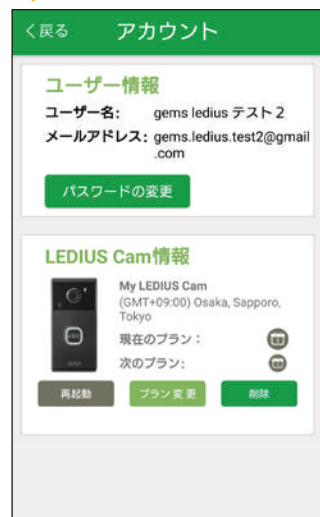 く戻る アカウント
ユーザー情報
ユーザー名: gems ledius テスト 2
メールアドレス: gems.ledius.test2@gmail
.com
パスワードの変更
LEDIUS Cam情報
My LEDIUS Cam
(GMT+09:00) Osaka, Sapporo,
Tokyo
現在のプラン：
次のプラン:
再起動 プラン変更 削除